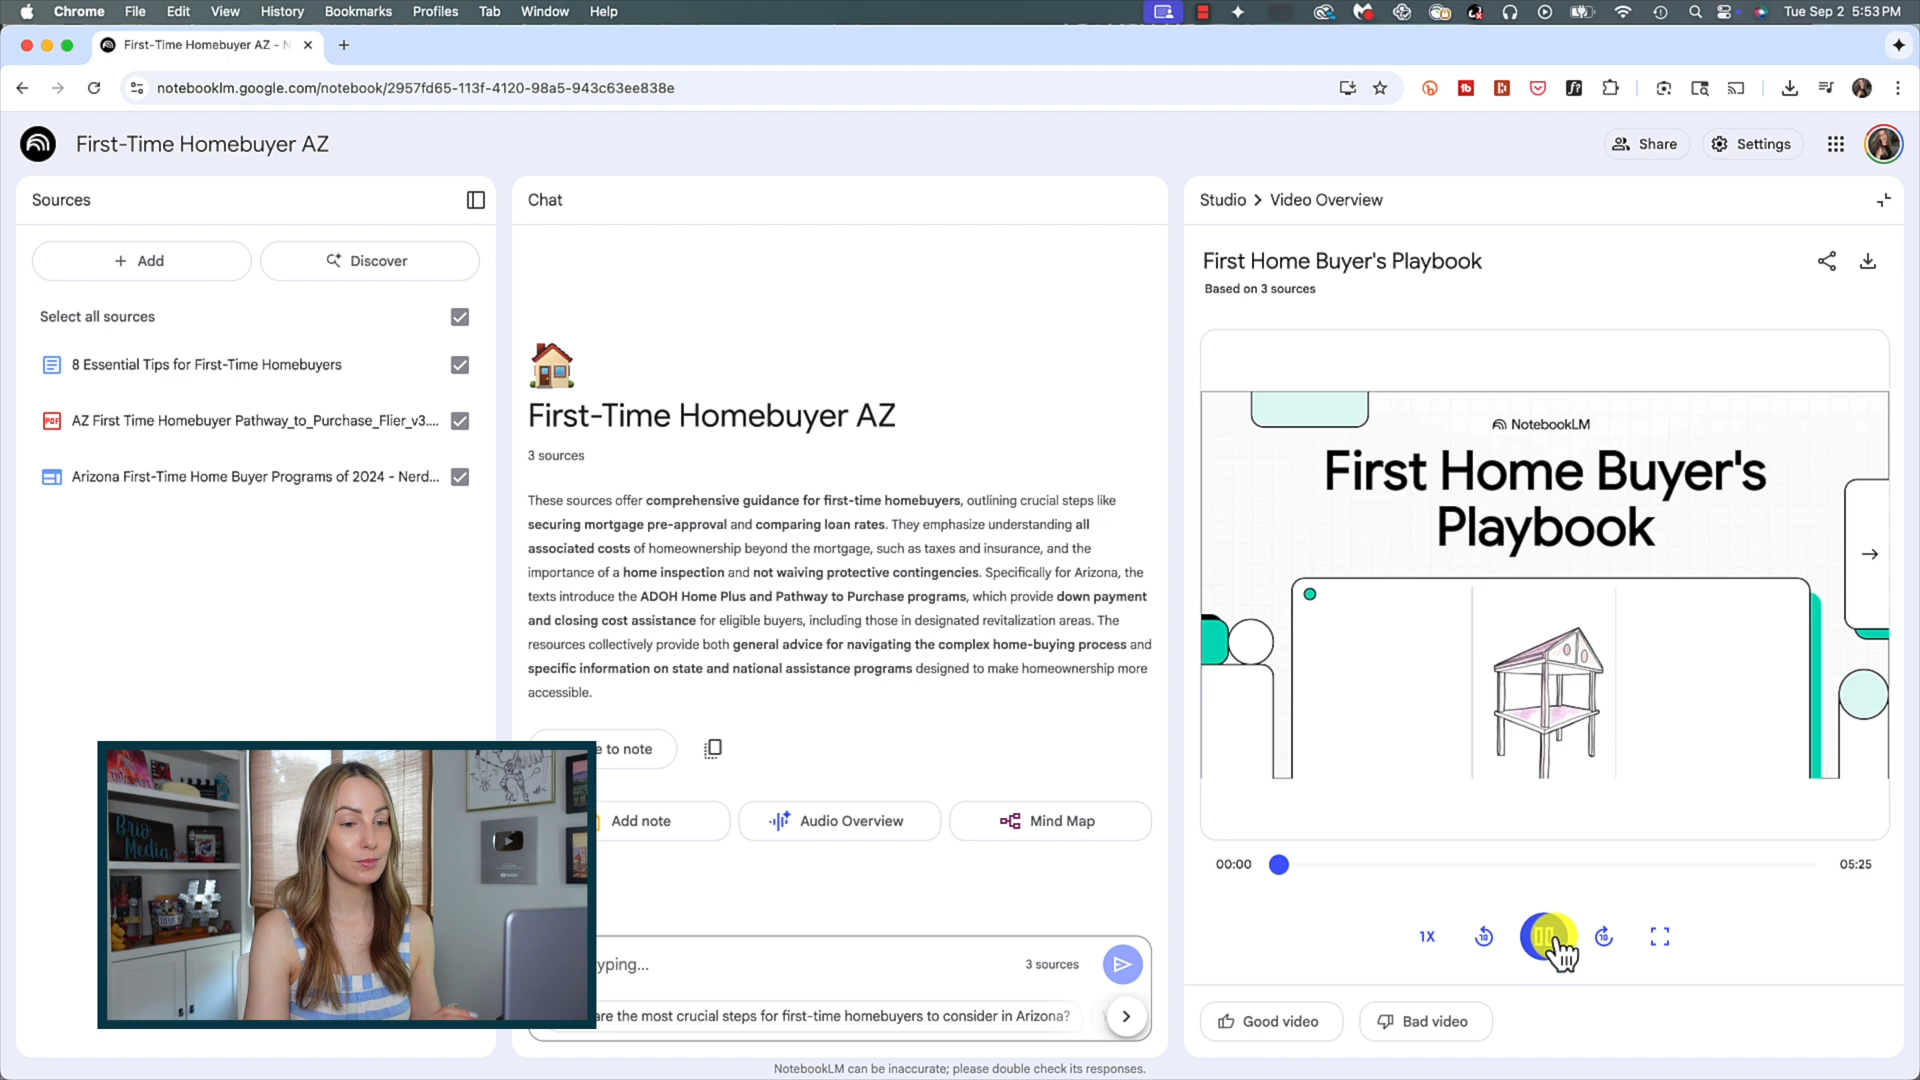 Chrome File Edit View History Bookmarks Profiles Tab Window Help
Tue Sep 2 5:53 PM
First-Time Homebuyer AZ - N
notebooklm.google.com/notebook/2957fd65-113f-4120-98a5-943c63ee838e
First-Time Homebuyer AZ
Share
Settings
Sources
Add
Discover
Select all sources
8 Essential Tips for First-Time Homebuyers
PDF
AZ First Time Homebuyer Pathway_to_Purchase_Flier_v3....
Arizona First-Time Home Buyer Programs of 2024 - Nerd...
Brio
Media
Chat
First-Time Homebuyer AZ
3 sources
These sources offer comprehensive guidance for first-time homebuyers, outlining crucial steps like
securing mortgage pre-approval and comparing loan rates. They emphasize understanding all
associated costs of homeownership beyond the mortgage, such as taxes and insurance, and the
importance of a home inspection and not waiving protective contingencies. Specifically for Arizona, the
texts introduce the ADOH Home Plus and Pathway to Purchase programs, which provide down payment
and closing cost assistance for eligible buyers, including those in designated revitalization areas. The
resources collectively provide both general advice for navigating the complex home-buying process and
specific information on state and national assistance programs designed to make homeownership more
accessible.
e to note
Add note
Audio Overview
Mind Map
yping...
3 sources
are the most crucial steps for first-time homebuyers to consider in Arizona?
Studio > Video Overview
First Home Buyer's Playbook
Based on 3 sources
NotebookLM
First Home Buyer's
Playbook
00:00
05:25
1X
10
10
Good video
Bad video
NotebookLM can be inaccurate; please double check its responses.